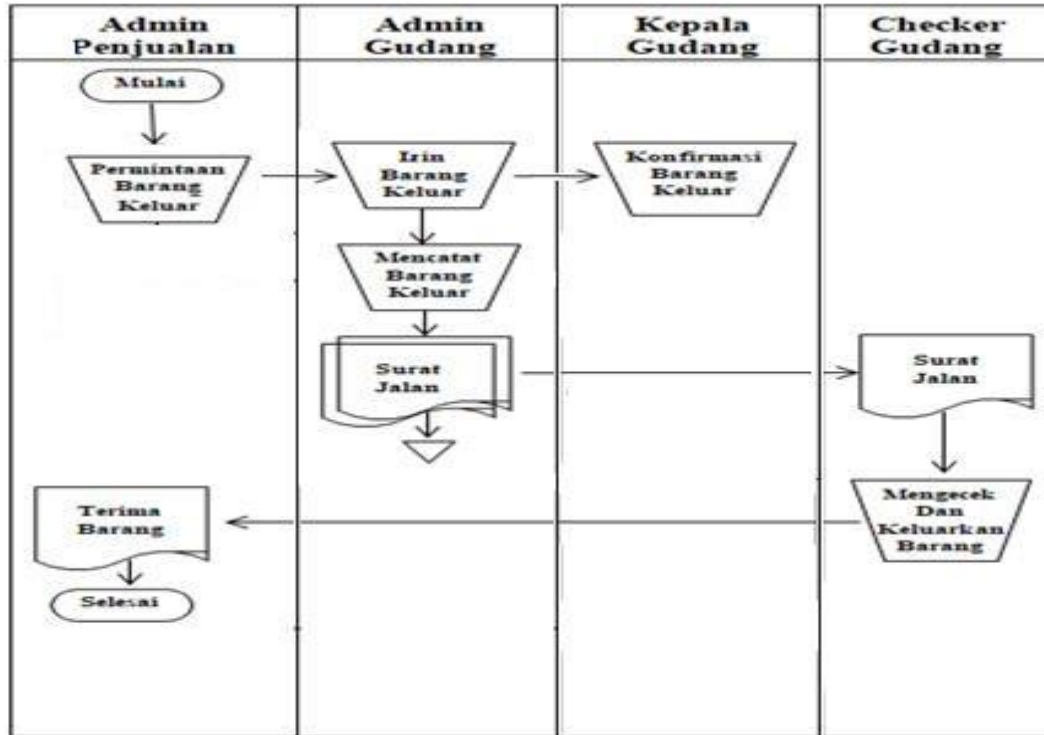 Admin
Penjualan
Admin
Gudang
Kepala
Gudang
Checker
Gudang
Mulai
Permintaan
Barang
Keluar
Izin
Barang
Keluar
Konfirmasi
Barang
Keluar
Mencatat
Barang
Keluar
Surat
Jalan
Surat
Jalan
Mengecek
Dan
Keluarkan
Barang
Terima
Barang
Selesai